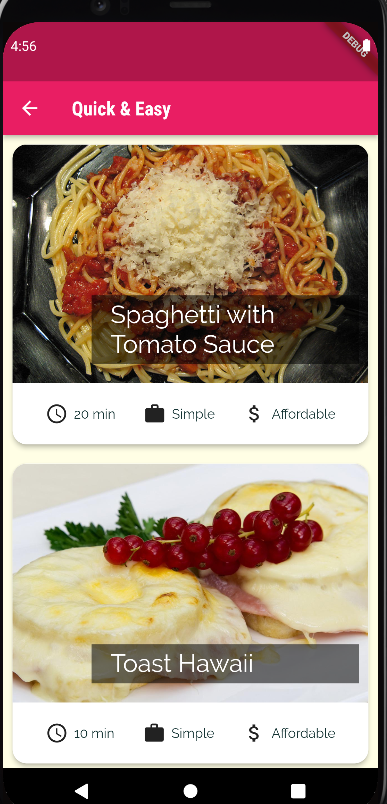 4:56
DEBUG
Quick & Easy
Spaghetti with
Tomato Sauce
20 min Simple $ Affordable
Toast Hawaii
10 min Simple $ Affordable